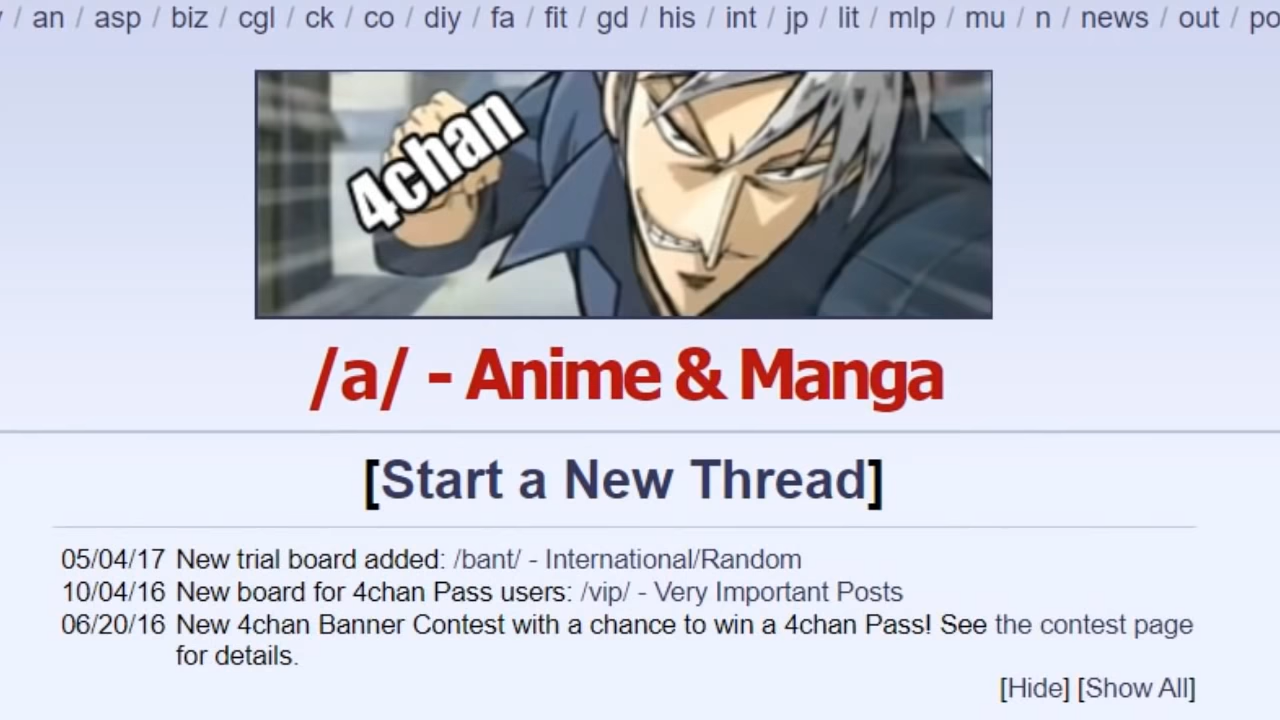 / an / asp / biz / cgl / ck / co / diy / fa / fit / gd / his / int / jp / lit / mlp / mu / n / news / out / po
4chan
/a/ - Anime & Manga
[Start a New Thread]
05/04/17 New trial board added: /bant/ - International/Random
10/04/16 New board for 4chan Pass users: /vip/ - Very Important Posts
06/20/16 New 4chan Banner Contest with a chance to win a 4chan Pass! See the contest page
for details.
[Hide] [Show All]